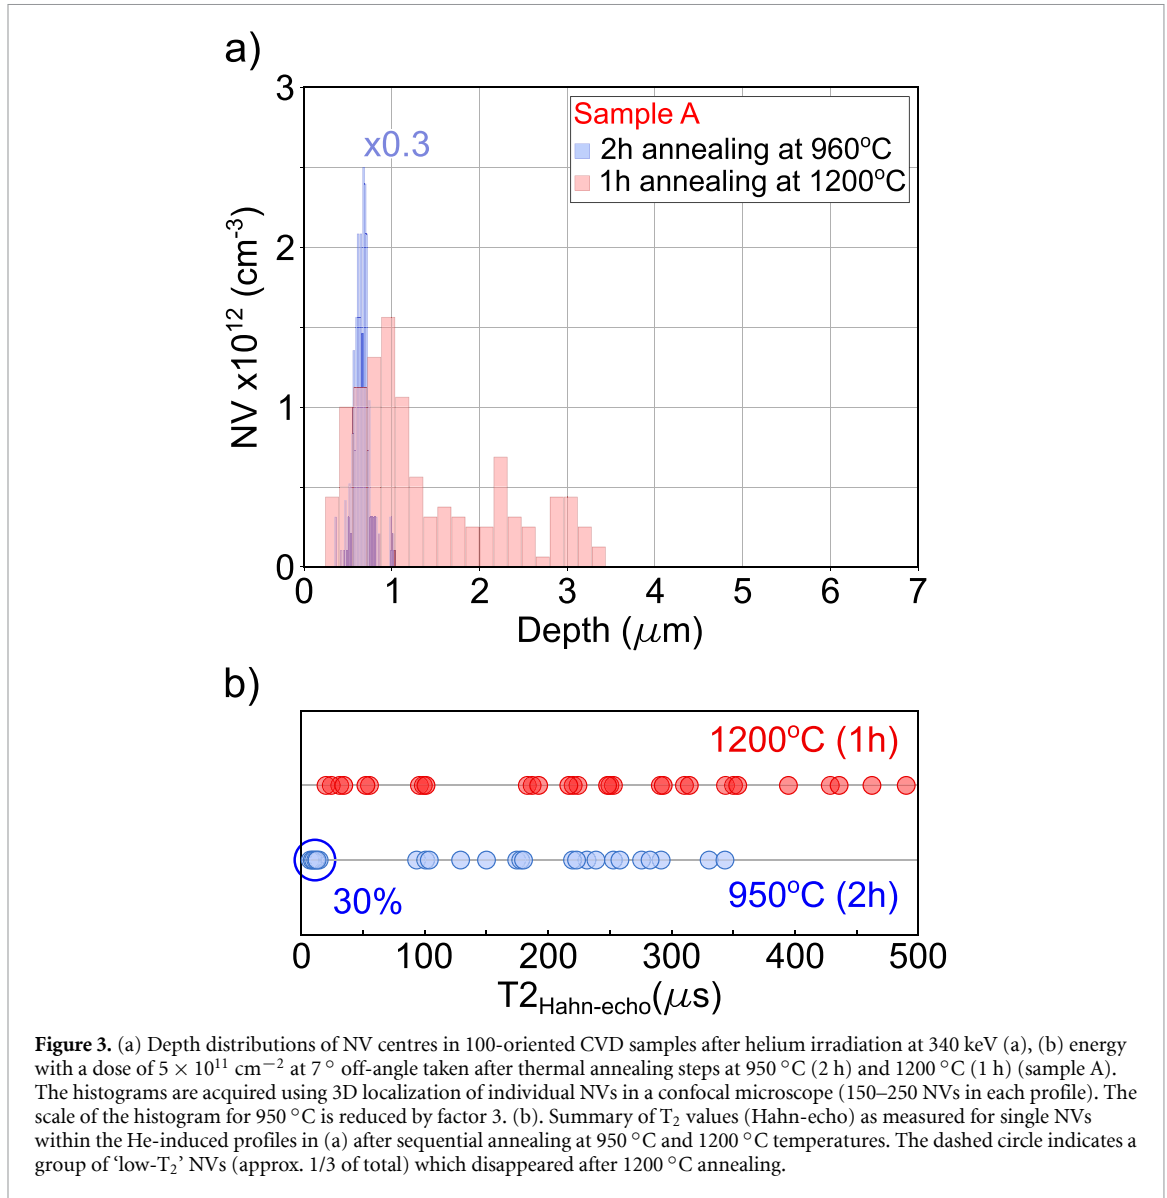 a)
3
2
1
0
NV x10¹² (cm⁻³)
x0.3
Sample A
2h annealing at 960ºC
1h annealing at 1200ºC
0 1 2 3 4 5 6 7
Depth (μm)
b)
1200ºC (1h)
30%
950ºC (2h)
0 100 200 300 400 500
T2Hahn-echo(μs)
Figure 3. (a) Depth distributions of NV centres in 100-oriented CVD samples after helium irradiation at 340 keV (a), (b) energy
with a dose of 5 × 10¹¹ cm⁻² at 7° off-angle taken after thermal annealing steps at 950 °C (2 h) and 1200 °C (1 h) (sample A).
The histograms are acquired using 3D localization of individual NVs in a confocal microscope (150–250 NVs in each profile). The
scale of the histogram for 950 °C is reduced by factor 3. (b). Summary of T₂ values (Hahn-echo) as measured for single NVs
within the He-induced profiles in (a) after sequential annealing at 950 °C and 1200 °C temperatures. The dashed circle indicates a
group of ‘low-T₂’ NVs (approx. 1/3 of total) which disappeared after 1200 °C annealing.